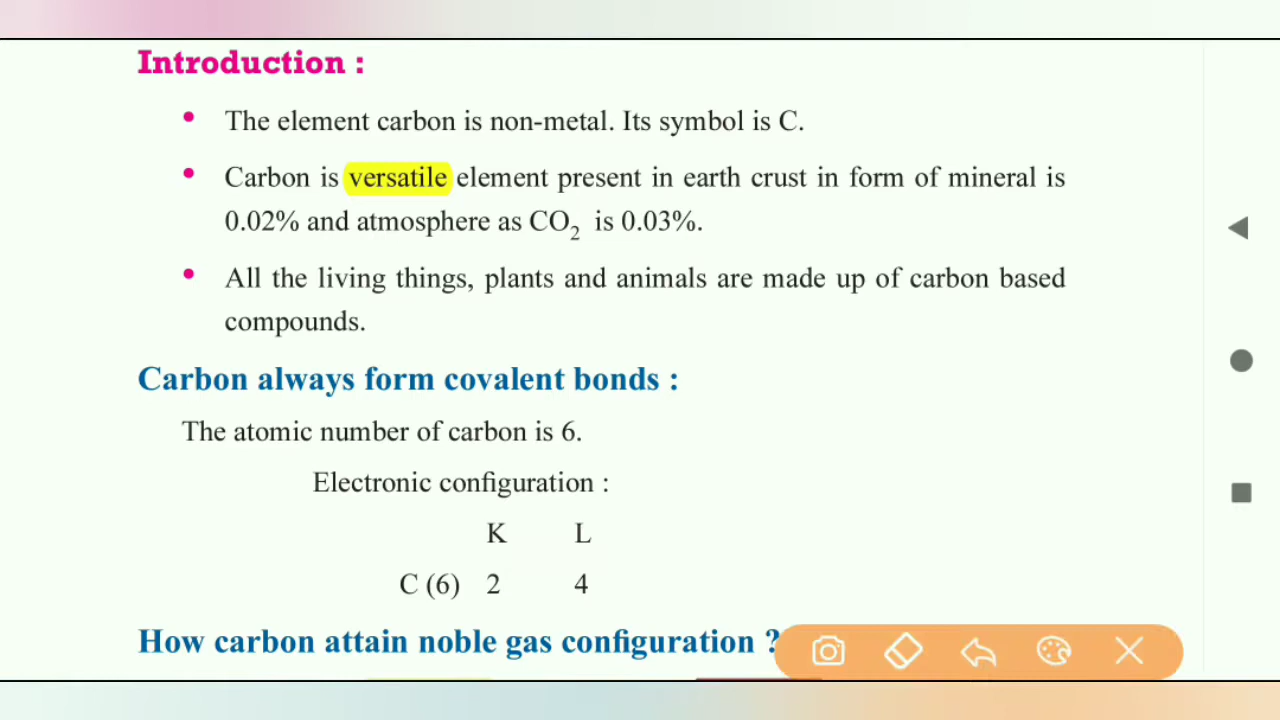 Introduction :
• The element carbon is non-metal. Its symbol is C.
• Carbon is versatile element present in earth crust in form of mineral is
0.02% and atmosphere as CO₂ is 0.03%.
• All the living things, plants and animals are made up of carbon based
compounds.
Carbon always form covalent bonds :
The atomic number of carbon is 6.
Electronic configuration :
K L
C (6) 2 4
How carbon attain noble gas configuration ?